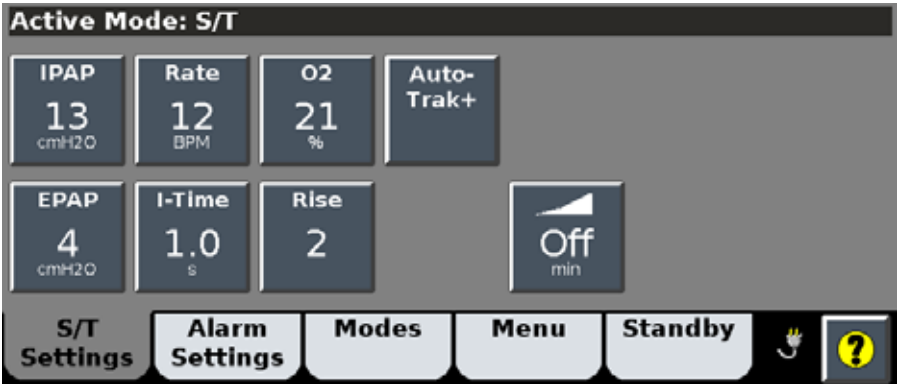 Active Mode: S/T
IPAP
13
cmH2O
Rate
12
BPM
O2
21
%
Auto-
Trak+
EPAP
4
cmH2O
I-Time
1.0
s
Rise
2
Off
min
S/T
Settings
Alarm
Settings
Modes
Menu
Standby
?